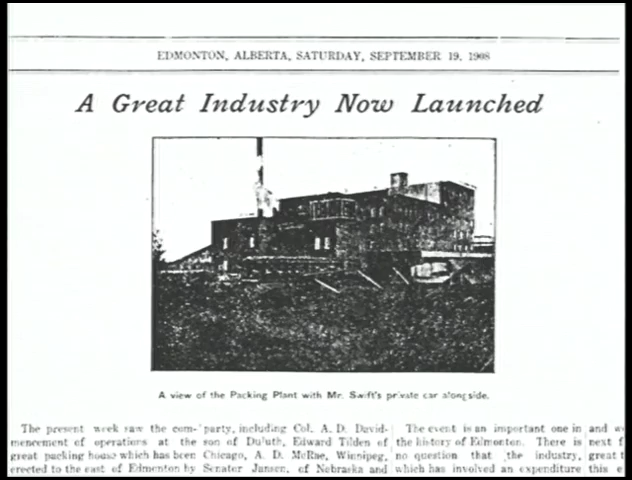 EDMONTON, ALBERTA, SATURDAY, SEPTEMBER 19, 1908
A Great Industry Now Launched
A view of the Packing Plant with Mr. Swift's private car alongside.
The present week saw the com-
mencement of operations at the
great packing house which has been
erected to the east of Edmonton by
party, including Col. A. D. David-
son of Duluth, Edward Tilden of
Chicago, A. D. McRae, Winnipeg,
Senator Jansen, of Nebraska and
The event is an important one in
the history of Edmonton. There is
no question that the industry,
which has involved an expenditure
and
next
great
this